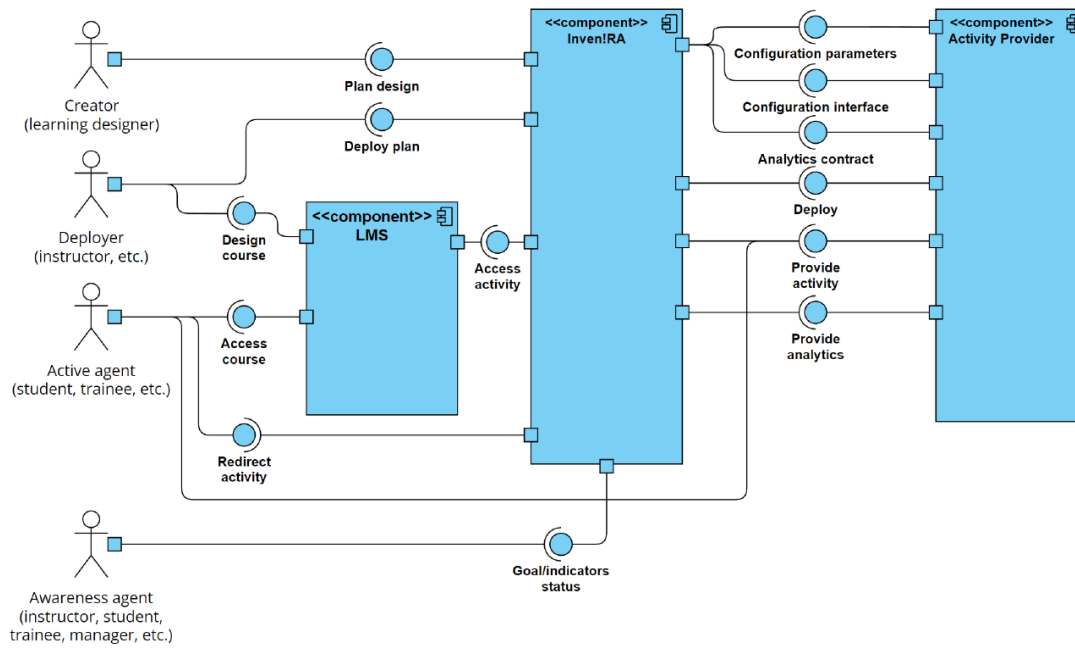 <<component>>
Inven!RA
<<component>>
Activity Provider
Configuration parameters
Plan design
Creator
(learning designer)
Configuration interface
Deploy plan
Analytics contract
<<component>>
LMS
Deploy
Deployer
(instructor, etc.)
Design
course
Access
activity
Provide
activity
Access
course
Provide
analytics
Active agent
(student, trainee, etc.)
Redirect
activity
Goal/indicators
status
Awareness agent
(instructor, student,
trainee, manager, etc.)